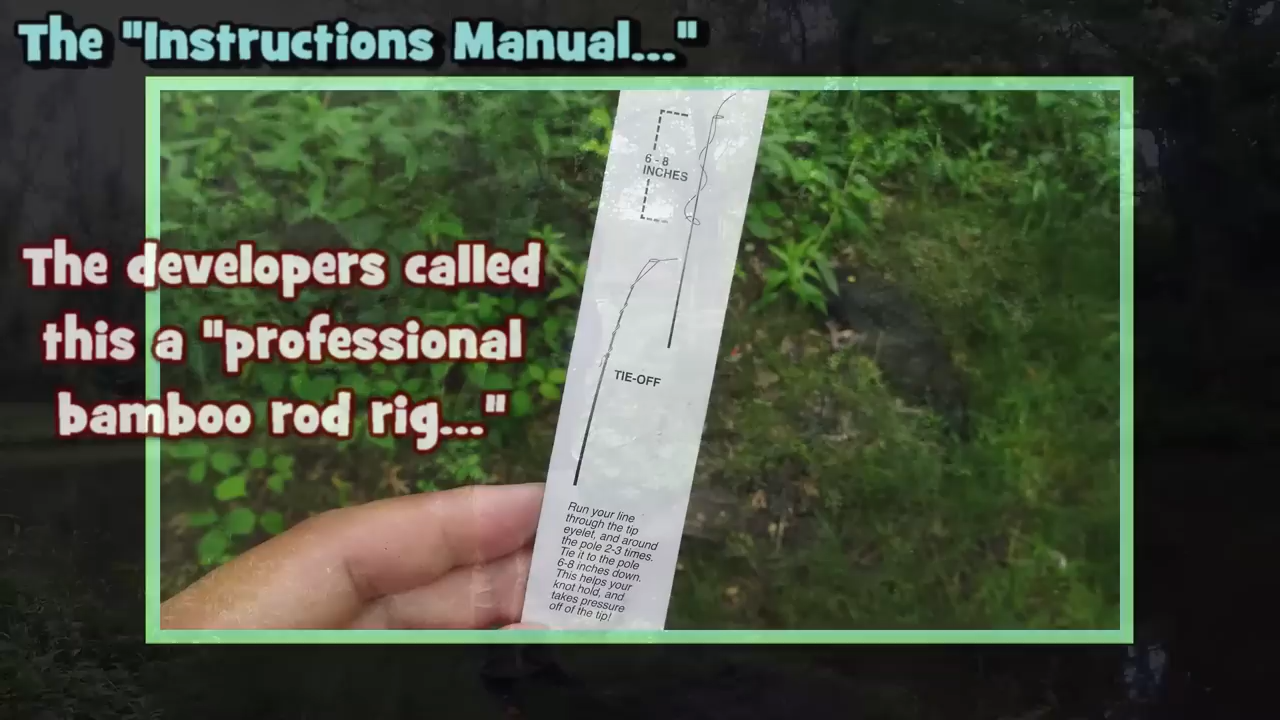 The "Instructions Manual..."
6 - 8
INCHES
The developers called
this a "professional
bamboo rod rig..."
TIE-OFF
Run your line
through the tip
eyelet, and around
the pole 2-3 times.
Tie it to the pole
6-8 inches down.
This helps your
knot hold, and
takes pressure
off of the tip!